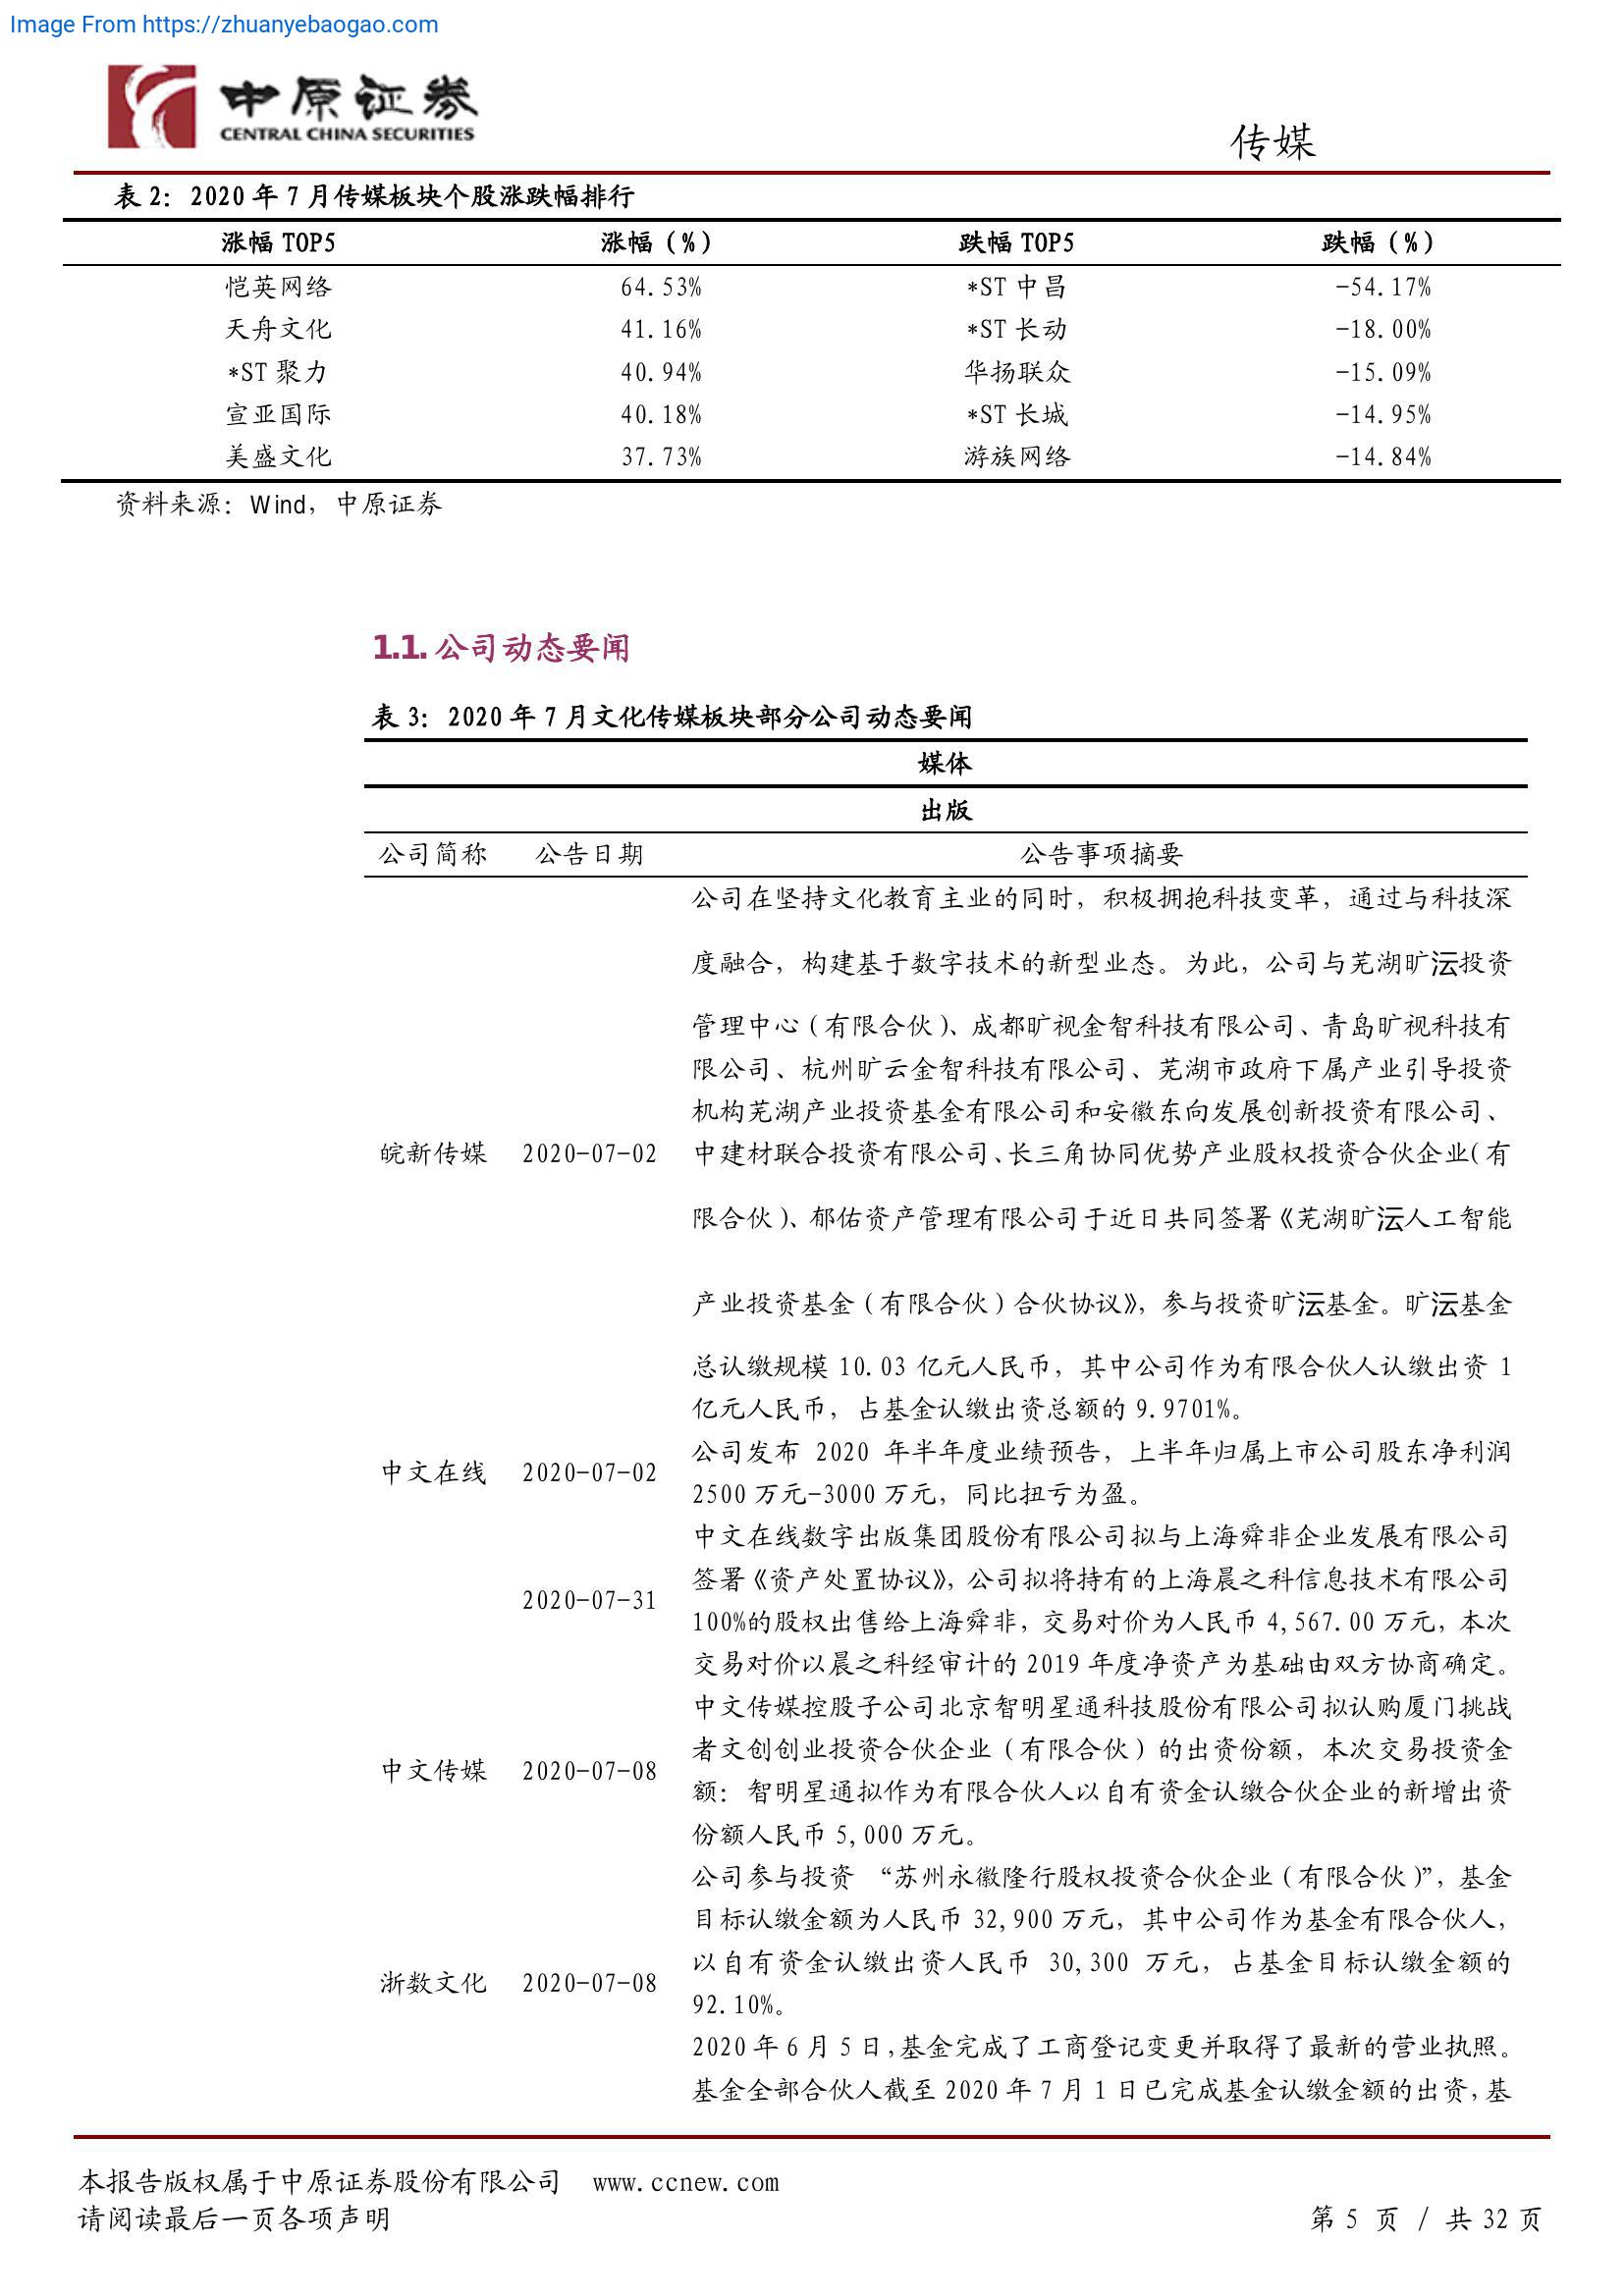 Image From https://zhuanyebaogao.com
中原证券
CENTRAL CHINA SECURITIES
传媒
表 2：2020 年 7 月传媒板块个股涨跌幅排行
涨幅 TOP5 涨幅（%） 跌幅 TOP5 跌幅（%）
恺英网络 64.53% *ST 中昌 -54.17%
天舟文化 41.16% *ST 长动 -18.00%
*ST 聚力 40.94% 华扬联众 -15.09%
宣亚国际 40.18% *ST 长城 -14.95%
美盛文化 37.73% 游族网络 -14.84%
资料来源：Wind，中原证券
1.1. 公司动态要闻
表 3：2020 年 7 月文化传媒板块部分公司动态要闻
媒体
出版
公司简称 公告日期 公告事项摘要
公司在坚持文化教育主业的同时，积极拥抱科技变革，通过与科技深
度融合，构建基于数字技术的新型业态。为此，公司与芜湖旷沄投资
管理中心（有限合伙）、成都旷视金智科技有限公司、青岛旷视科技有
限公司、杭州旷云金智科技有限公司、芜湖市政府下属产业引导投资
机构芜湖产业投资基金有限公司和安徽东向发展创新投资有限公司、
皖新传媒 2020-07-02 中建材联合投资有限公司、长三角协同优势产业股权投资合伙企业（有
限合伙）、郁佑资产管理有限公司于近日共同签署《芜湖旷沄人工智能
产业投资基金（有限合伙）合伙协议》，参与投资旷沄基金。旷沄基金
总认缴规模 10.03 亿元人民币，其中公司作为有限合伙人认缴出资 1
亿元人民币，占基金认缴出资总额的 9.9701%。
公司发布 2020 年半年度业绩预告，上半年归属上市公司股东净利润
中文在线 2020-07-02
2500 万元-3000 万元，同比扭亏为盈。
中文在线数字出版集团股份有限公司拟与上海舜非企业发展有限公司
签署《资产处置协议》，公司拟将持有的上海晨之科信息技术有限公司
2020-07-31
100%的股权出售给上海舜非，交易对价为人民币 4,567.00 万元，本次
交易对价以晨之科经审计的 2019 年度净资产为基础由双方协商确定。
中文传媒控股子公司北京智明星通科技股份有限公司拟认购厦门挑战
者文创创业投资合伙企业（有限合伙）的出资份额，本次交易投资金
中文传媒 2020-07-08
额：智明星通拟作为有限合伙人以自有资金认缴合伙企业的新增出资
份额人民币 5,000 万元。
公司参与投资 “苏州永徽隆行股权投资合伙企业（有限合伙）”，基金
目标认缴金额为人民币 32,900 万元，其中公司作为基金有限合伙人，
以自有资金认缴出资人民币 30,300 万元，占基金目标认缴金额的
浙数文化 2020-07-08
92.10%。
2020 年 6 月 5 日，基金完成了工商登记变更并取得了最新的营业执照。
基金全部合伙人截至 2020 年 7 月 1 日已完成基金认缴金额的出资，基
本报告版权属于中原证券股份有限公司 www.ccnew.com
请阅读最后一页各项声明
第 5 页 / 共 32 页